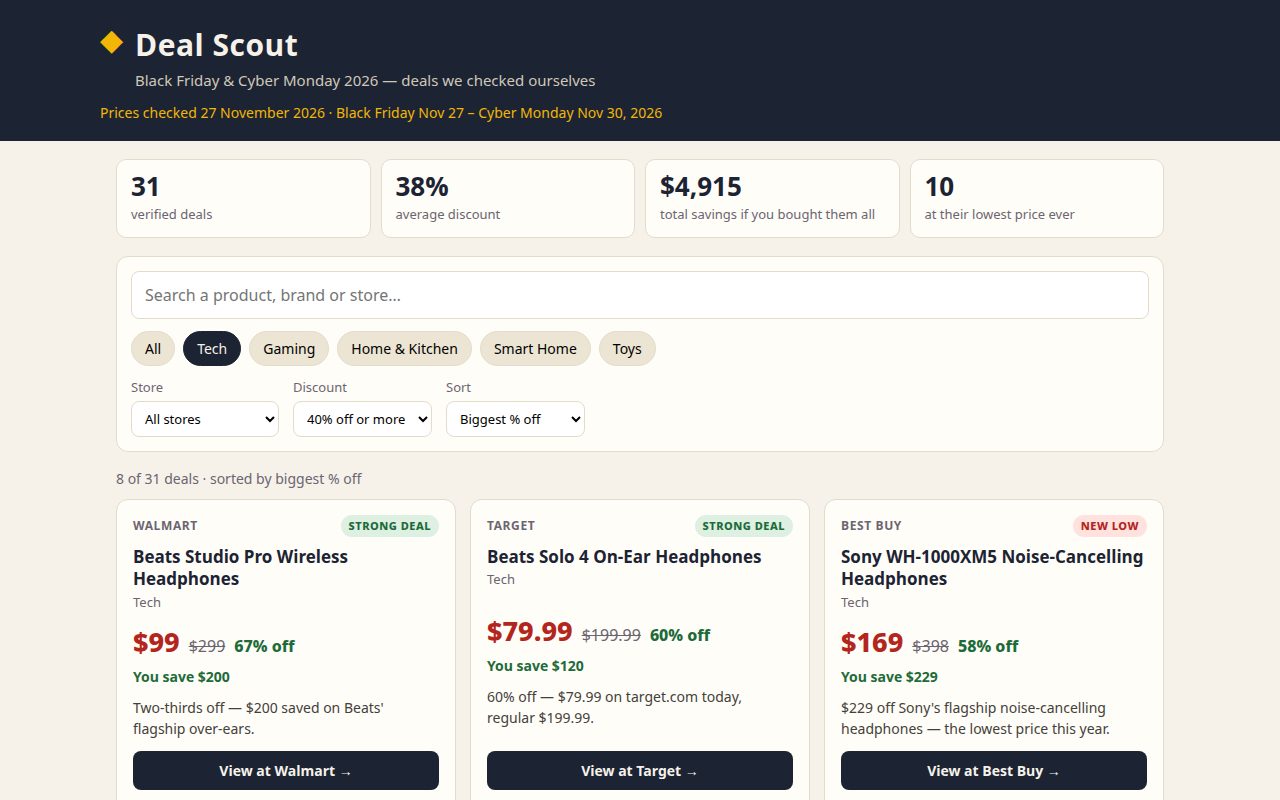 Deal Scout
Black Friday & Cyber Monday 2026 — deals we checked ourselves
Prices checked 27 November 2026 · Black Friday Nov 27 – Cyber Monday Nov 30, 2026
31
verified deals
38%
average discount
$4,915
total savings if you bought them all
10
at their lowest price ever
Search a product, brand or store...
All Tech Gaming Home & Kitchen Smart Home Toys
Store Discount Sort
All stores 40% off or more Biggest % off
8 of 31 deals · sorted by biggest % off
WALMART STRONG DEAL
Beats Studio Pro Wireless
Headphones
Tech
$99 $299 67% off
You save $200
Two-thirds off — $200 saved on Beats'
flagship over-ears.
View at Walmart →
TARGET STRONG DEAL
Beats Solo 4 On-Ear Headphones
Tech
$79.99 $199.99 60% off
You save $120
60% off — $79.99 on target.com today,
regular $199.99.
View at Target →
BEST BUY NEW LOW
Sony WH-1000XM5 Noise-Cancelling
Headphones
Tech
$169 $398 58% off
You save $229
$229 off Sony's flagship noise-cancelling
headphones — the lowest price this year.
View at Best Buy →